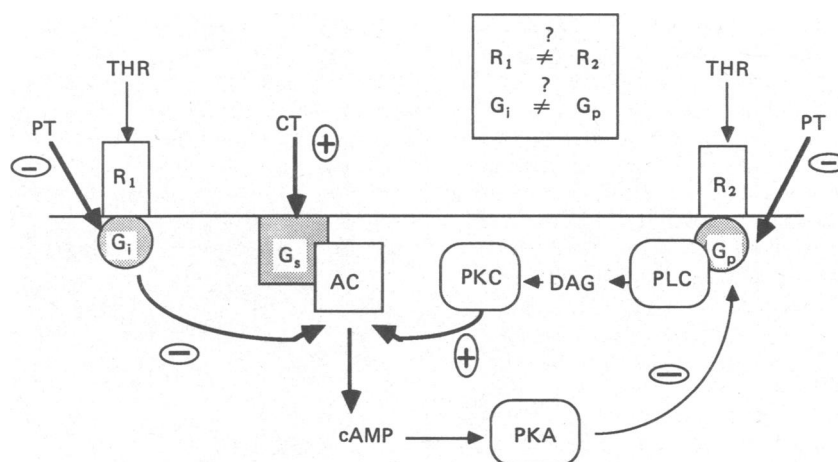 ?
R₁ ≠ R₂
?
Gᵢ ≠ Gₚ
THR
THR
PT
CT
+
PT
−
−
R₁
R₂
Gᵢ
Gₛ
AC
PKC
DAG
PLC
Gₚ
−
+
−
cAMP
PKA